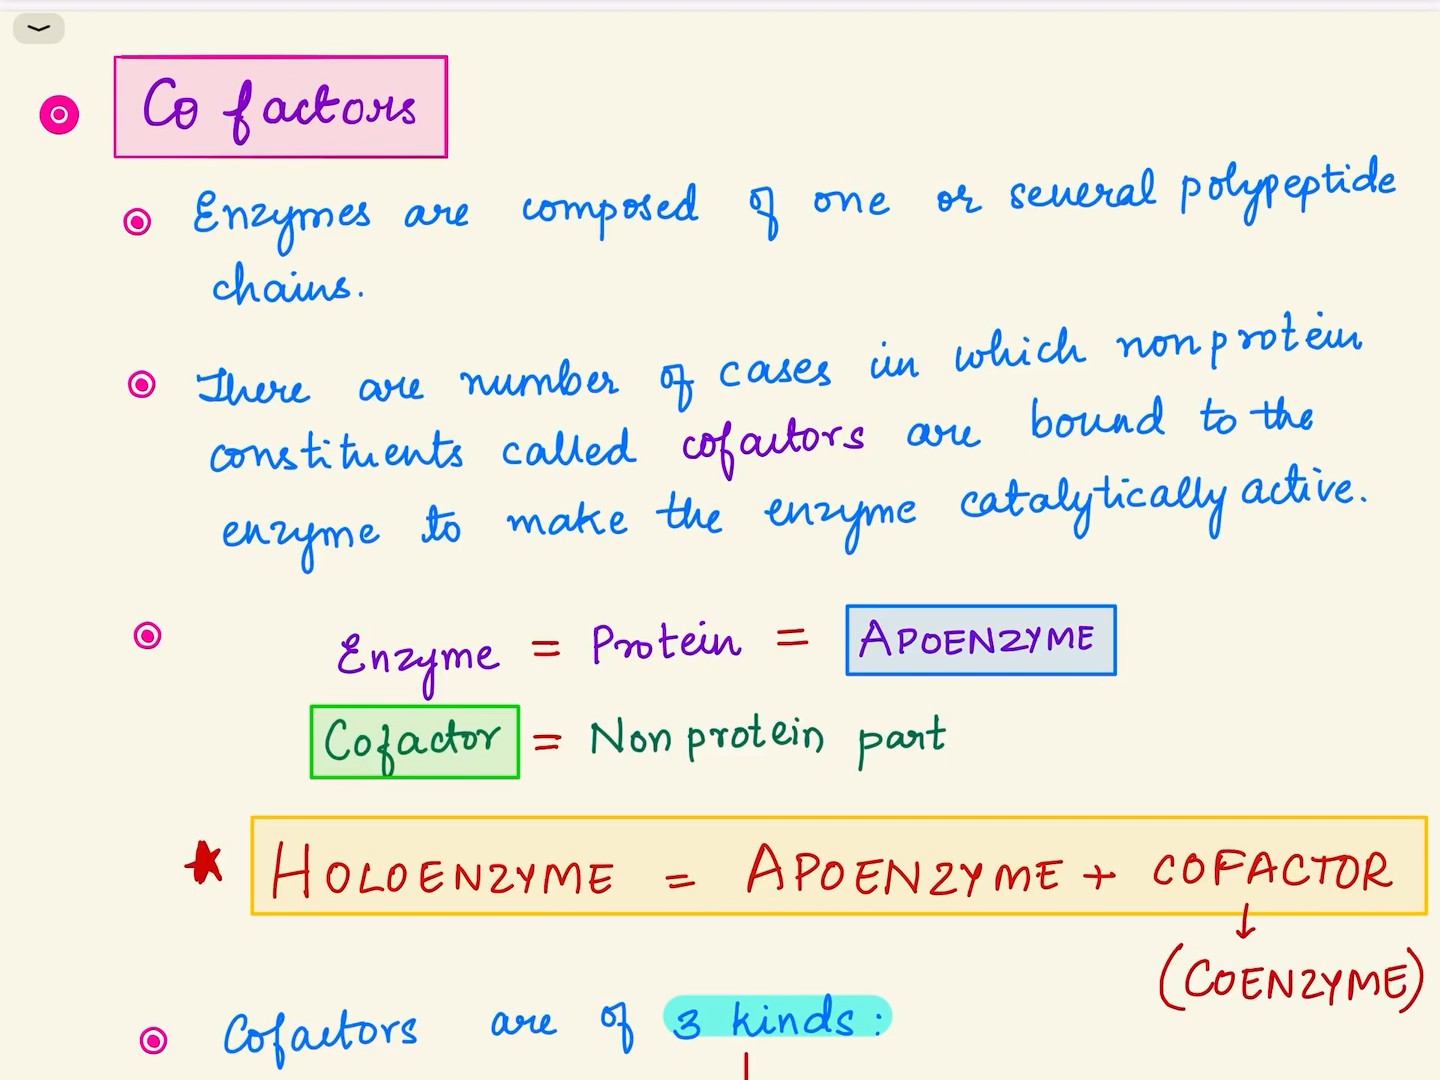 Co factors
Enzymes are composed of one or several polypeptide
chains.
There are number of cases in which non protein
constituents called cofactors are bound to the
enzyme to make the enzyme catalytically active.
Enzyme = Protein = APOENZYME
Cofactor = Non protein part
HOLOENZYME = APOENZYME + COFACTOR
(COENZYME)
Cofactors are of 3 kinds: